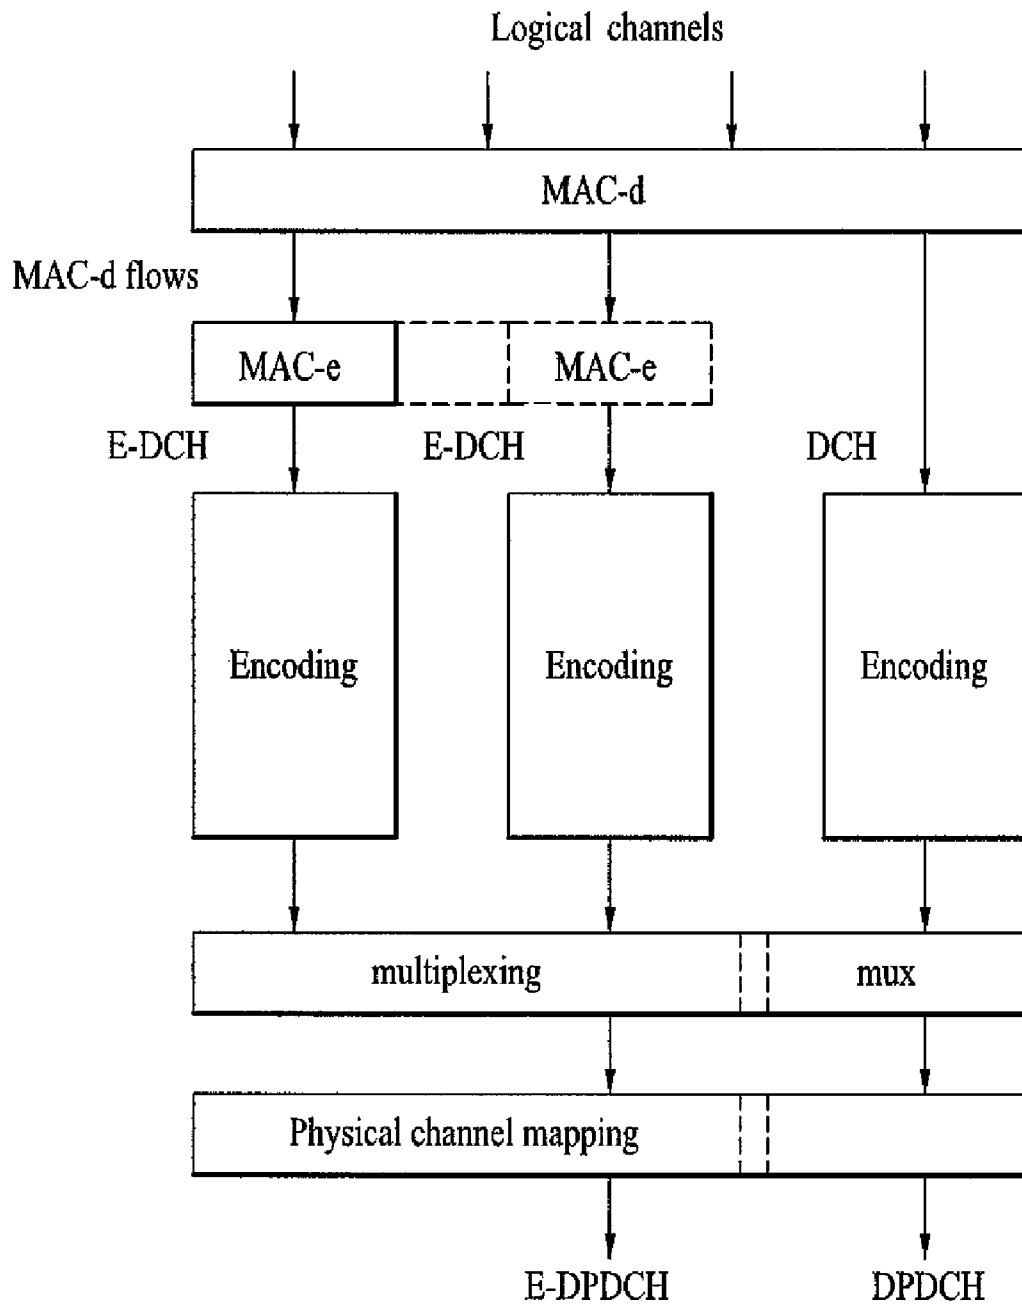 Logical channels
MAC-d
MAC-d flows
MAC-e
MAC-e
E-DCH
E-DCH
DCH
Encoding
Encoding
Encoding
multiplexing
mux
Physical channel mapping
E-DPDCH
DPDCH